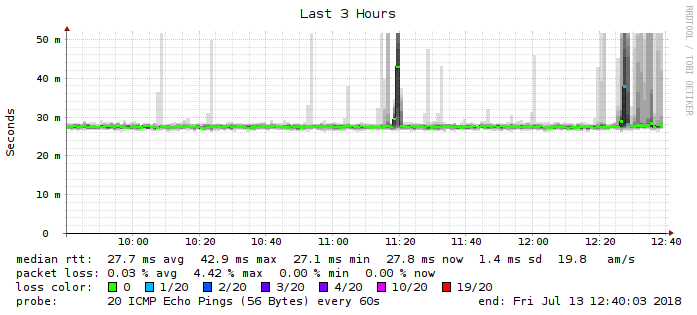 Last 3 Hours
RRDTOOL / TOBI OETIKER
Seconds
50 m
40 m
30 m
20 m
10 m
0
10:00 10:20 10:40 11:00 11:20 11:40 12:00 12:20 12:40
median rtt: 27.7 ms avg 42.9 ms max 27.1 ms min 27.8 ms now 1.4 ms sd 19.8 am/s
packet loss: 0.03 % avg 4.42 % max 0.00 % min 0.00 % now
loss color: 0 1/20 2/20 3/20 4/20 10/20 19/20
probe: 20 ICMP Echo Pings (56 Bytes) every 60s end: Fri Jul 13 12:40:03 2018